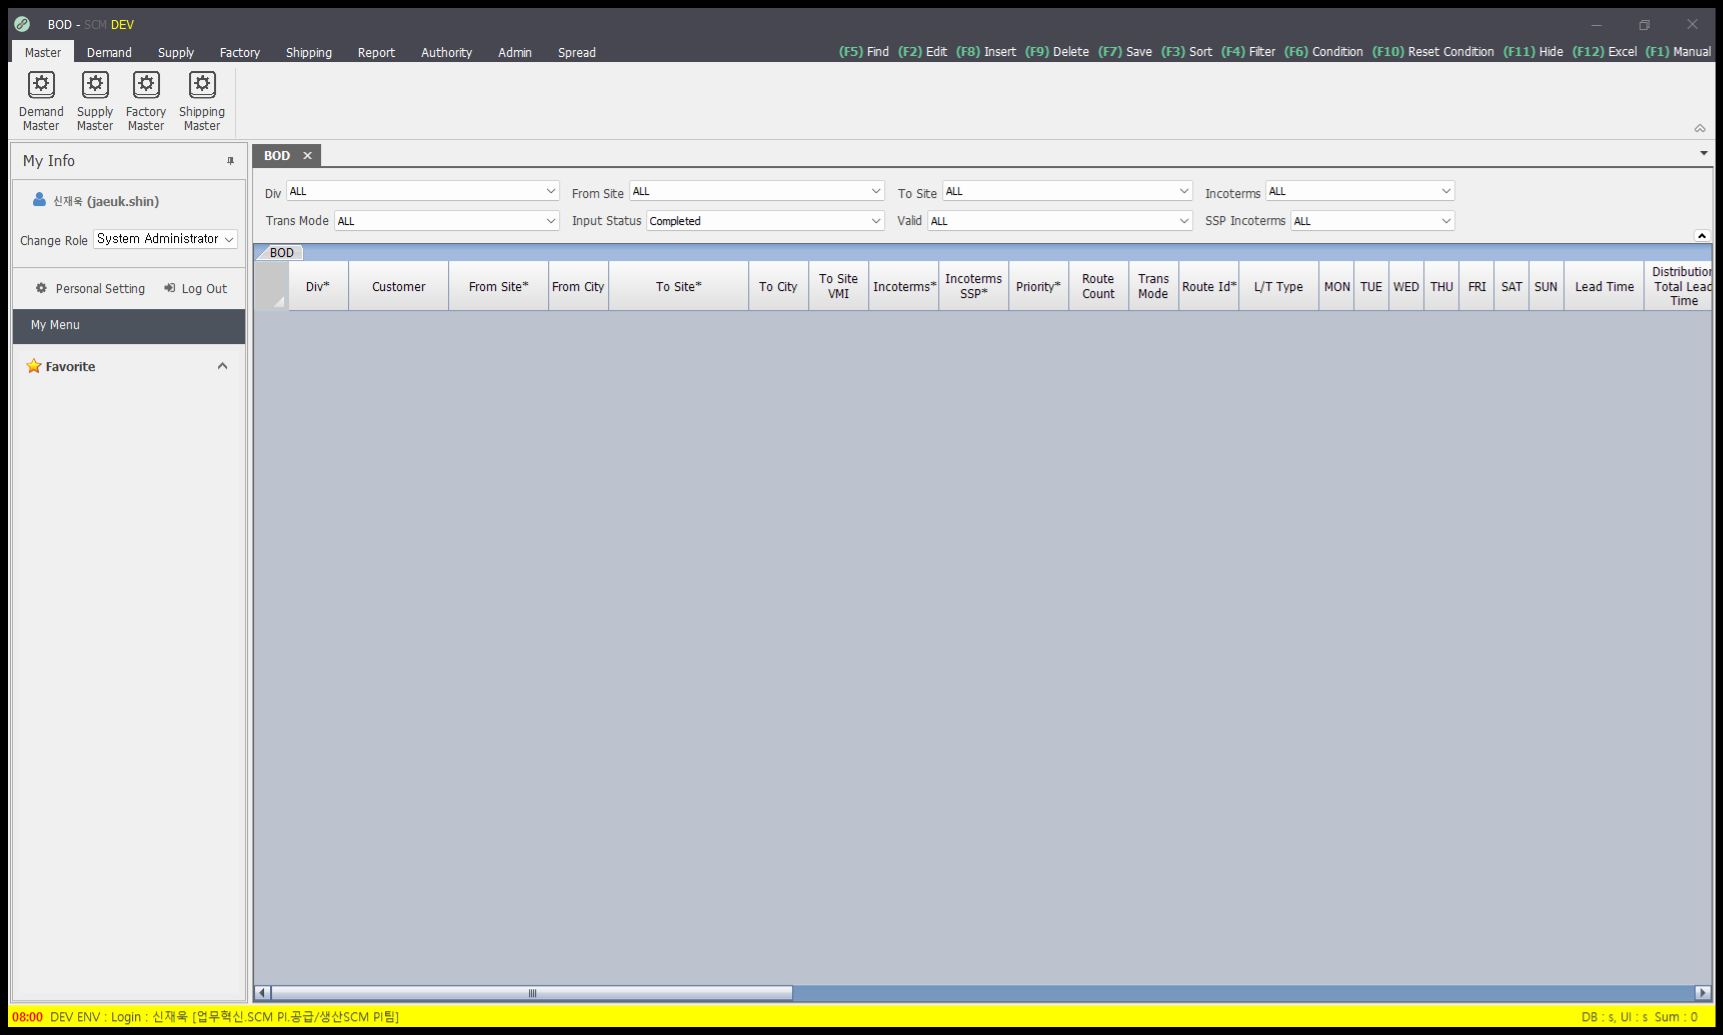 BOD - SCM DEV
Master Demand Supply Factory Shipping Report Authority Admin Spread
(F5) Find (F2) Edit (F8) Insert (F9) Delete (F7) Save (F3) Sort (F4) Filter (F6) Condition (F10) Reset Condition (F11) Hide (F12) Excel (F1) Manual
Demand Master
Supply Master
Factory Master
Shipping Master
My Info
신재욱 (jaeuk.shin)
Change Role System Administrator
Personal Setting Log Out
My Menu
Favorite
BOD
Div ALL From Site ALL To Site ALL Incoterms ALL
Trans Mode ALL Input Status Completed Valid ALL SSP Incoterms ALL
BOD
Div* Customer From Site* From City To Site* To City To Site VMI Incoterms* Incoterms SSP* Priority* Route Count Trans Mode Route Id* L/T Type MON TUE WED THU FRI SAT SUN Lead Time Distribution Total Lead Time
08:00 DEV ENV : Login : 신재욱 [업무혁신.SCM PI.공급/생산SCM PI팀]
DB : s, UI : s Sum : 0